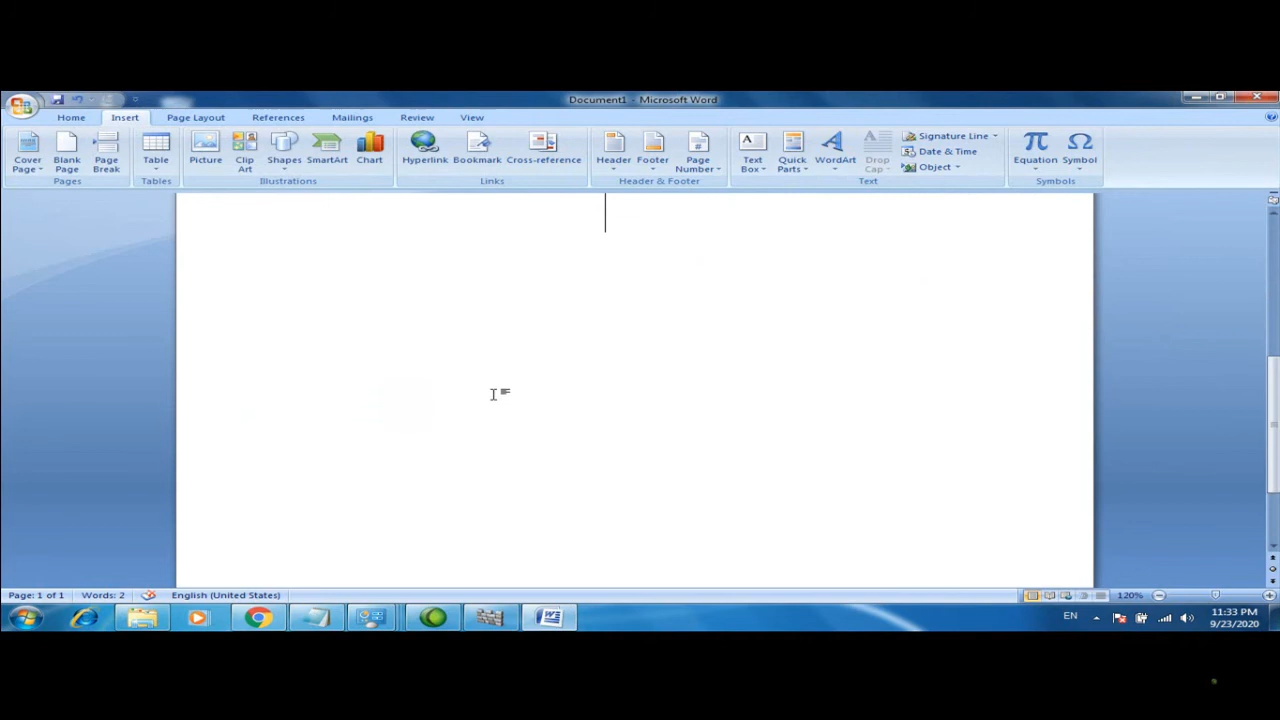 Document1 - Microsoft Word
Home Insert Page Layout References Mailings Review View
Cover Page Blank Page Page Break Table Picture Clip Art Shapes SmartArt Chart Hyperlink Bookmark Cross-reference Header Footer Page Number Text Box Quick Parts WordArt Drop Cap Signature Line Date & Time Object Equation Symbol
Pages Tables Illustrations Links Header & Footer Text Symbols
Page: 1 of 1 Words: 2 English (United States) 120%
EN 11:33 PM
9/23/2020